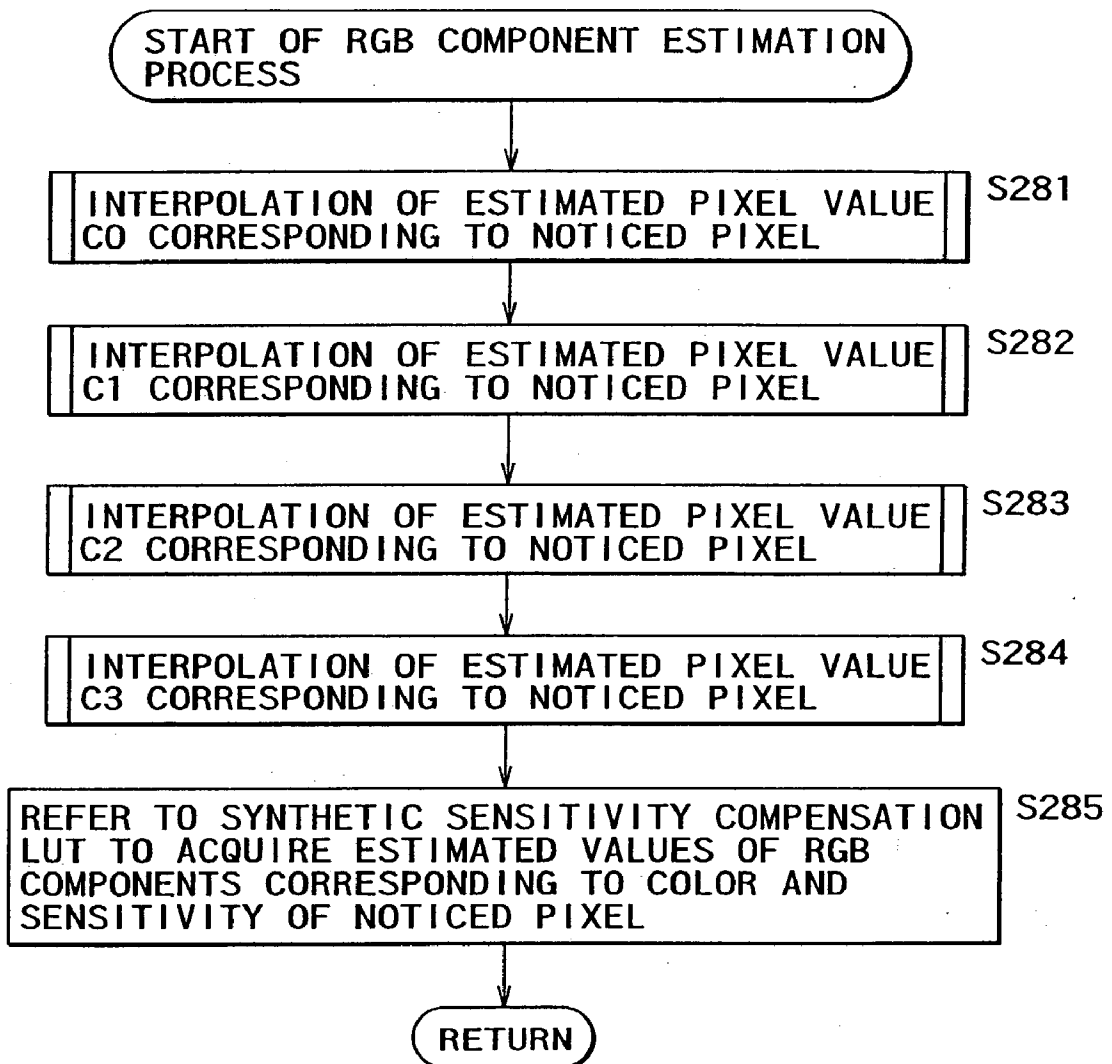 START OF RGB COMPONENT ESTIMATION
PROCESS
INTERPOLATION OF ESTIMATED PIXEL VALUE
C0 CORRESPONDING TO NOTICED PIXEL
S281
INTERPOLATION OF ESTIMATED PIXEL VALUE
C1 CORRESPONDING TO NOTICED PIXEL
S282
INTERPOLATION OF ESTIMATED PIXEL VALUE
C2 CORRESPONDING TO NOTICED PIXEL
S283
INTERPOLATION OF ESTIMATED PIXEL VALUE
C3 CORRESPONDING TO NOTICED PIXEL
S284
REFER TO SYNTHETIC SENSITIVITY COMPENSATION
LUT TO ACQUIRE ESTIMATED VALUES OF RGB
COMPONENTS CORRESPONDING TO COLOR AND
SENSITIVITY OF NOTICED PIXEL
S285
RETURN